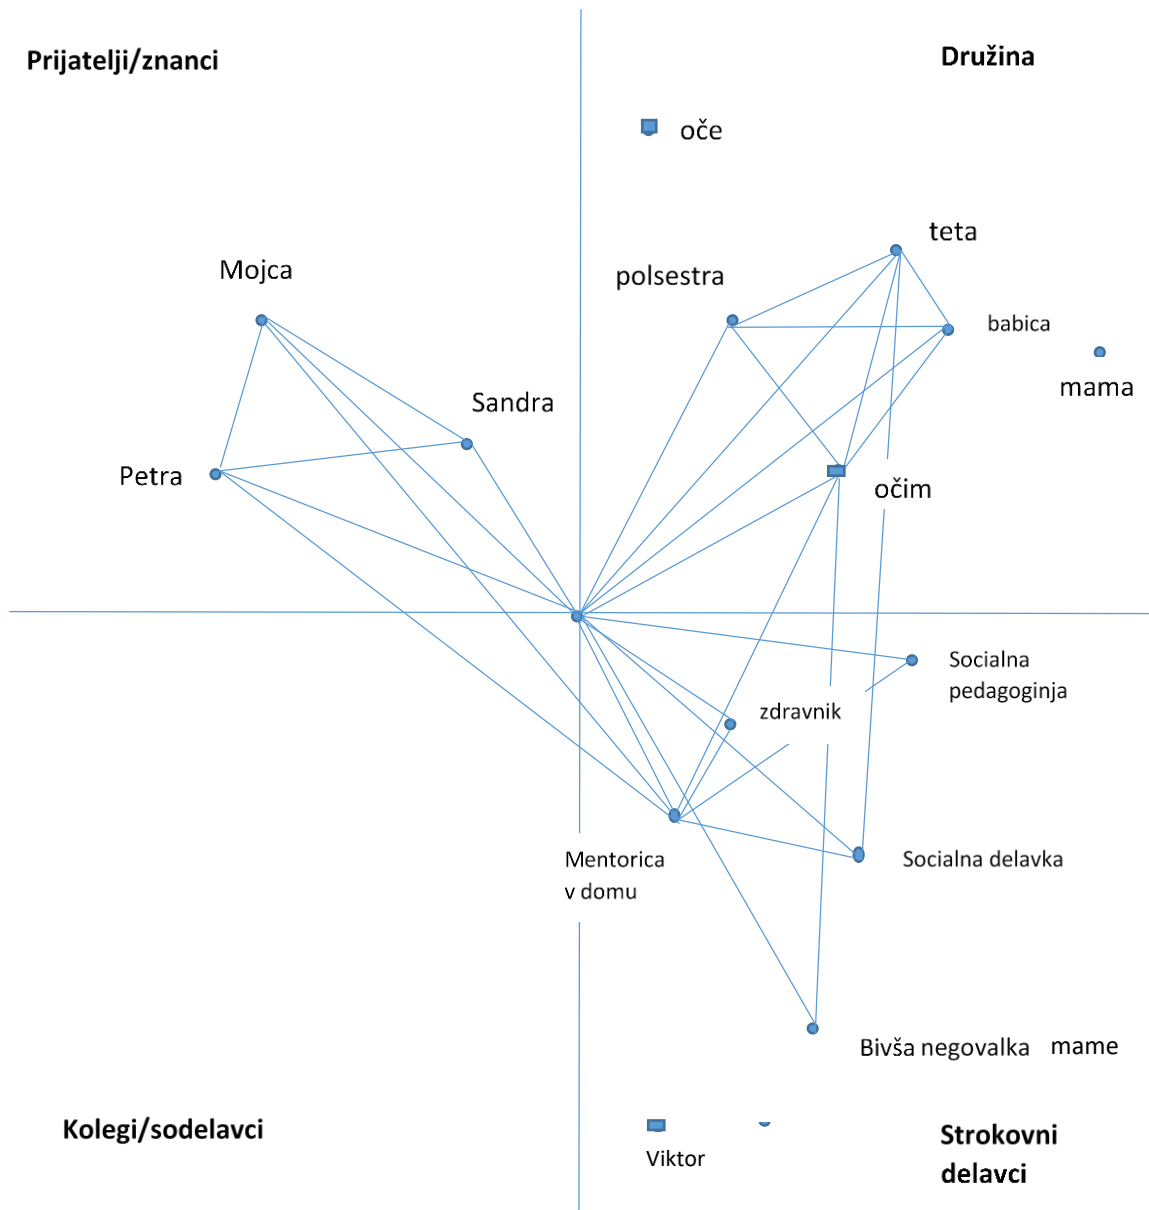 Prijatelji/znanci
Družina
oče
teta
Mojca
polsestra
babica
mama
Sandra
Petra
očim
Socialna
pedagoginja
zdravnik
Mentorica
v domu
Socialna delavka
Bivša negovalka mame
Kolegi/sodelavci
Strokovni
delavci
Viktor